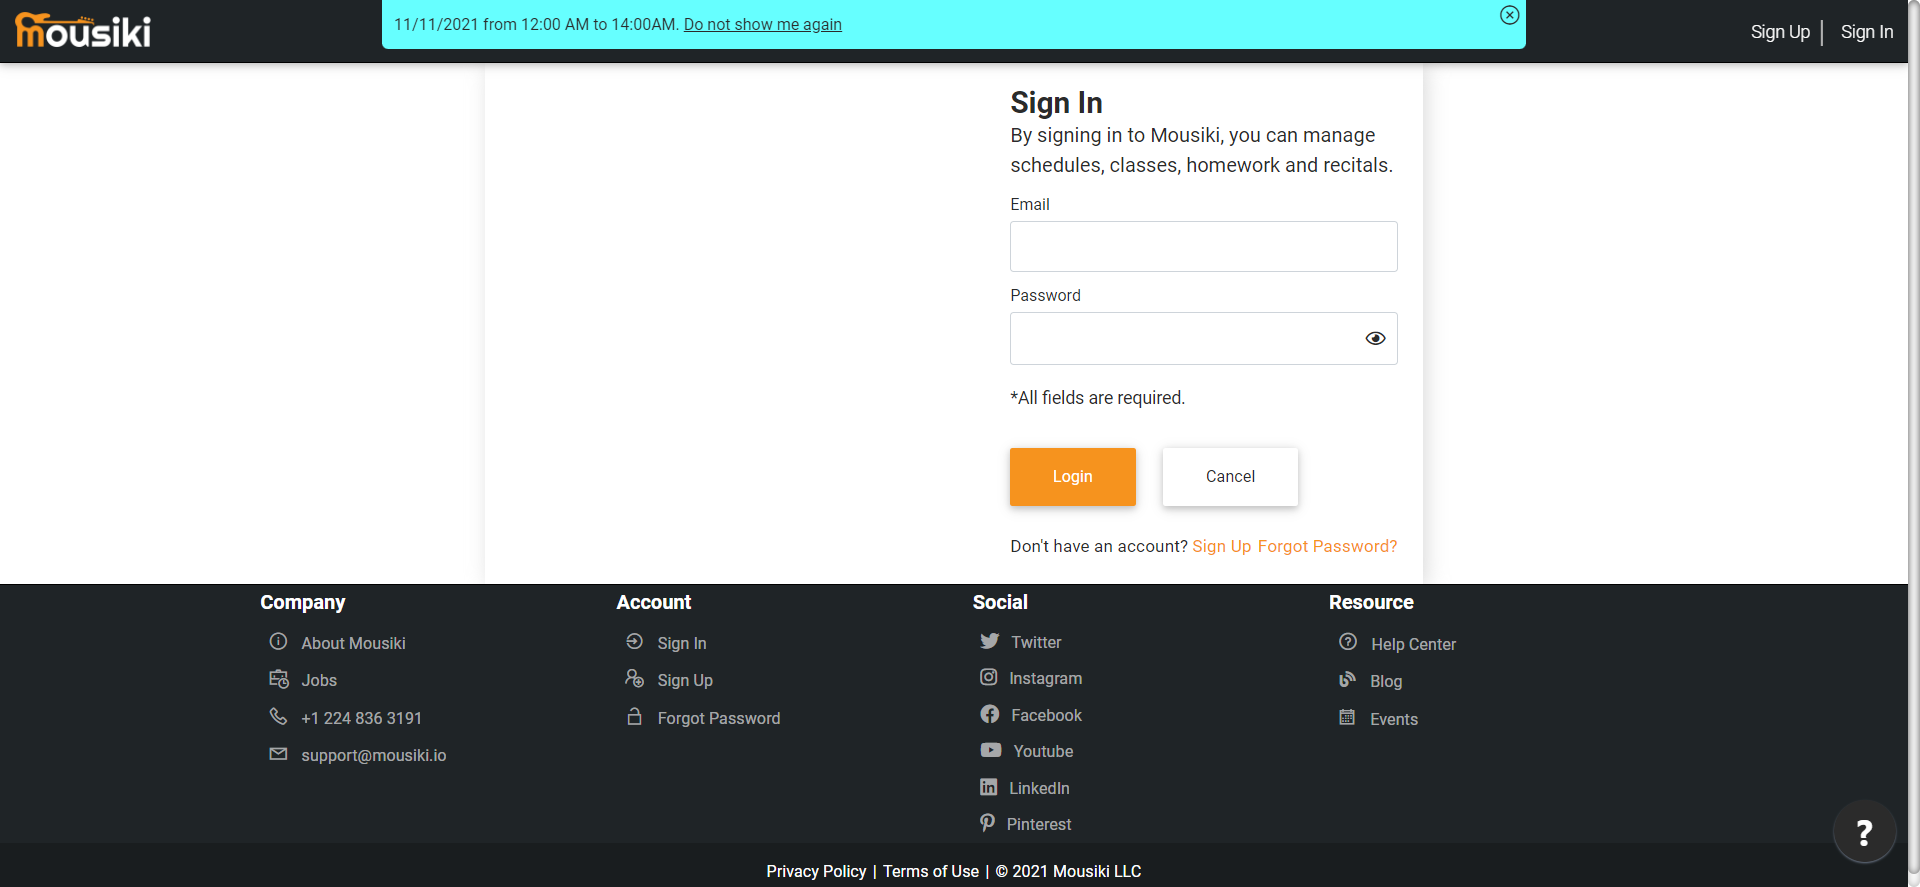 mousiki
11/11/2021 from 12:00 AM to 14:00AM. Do not show me again
Sign Up | Sign In
Sign In
By signing in to Mousiki, you can manage
schedules, classes, homework and recitals.
Email
Password
*All fields are required.
Login
Cancel
Don't have an account? Sign Up Forgot Password?
Company
About Mousiki
Jobs
+1 224 836 3191
support@mousiki.io
Account
Sign In
Sign Up
Forgot Password
Social
Twitter
Instagram
Facebook
Youtube
LinkedIn
Pinterest
Resource
Help Center
Blog
Events
?
Privacy Policy | Terms of Use | © 2021 Mousiki LLC